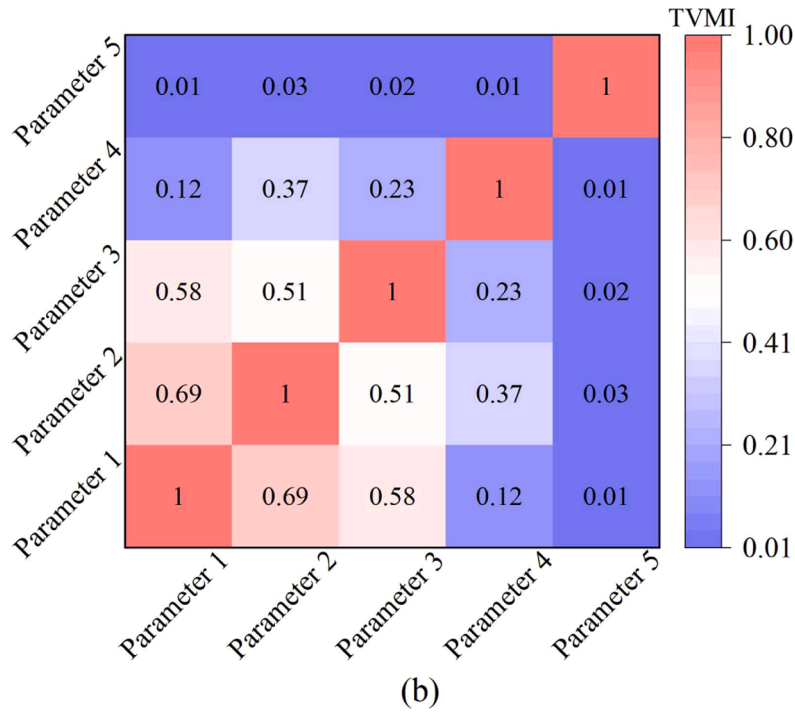 TVMI
Parameter 5 0.01 0.03 0.02 0.01 1 1.00
0.80
Parameter 4 0.12 0.37 0.23 1 0.01
0.60
Parameter 3 0.58 0.51 1 0.23 0.02
0.41
Parameter 2 0.69 1 0.51 0.37 0.03
0.21
Parameter 1 1 0.69 0.58 0.12 0.01
0.01
Parameter 1 Parameter 2 Parameter 3 Parameter 4 Parameter 5
(b)